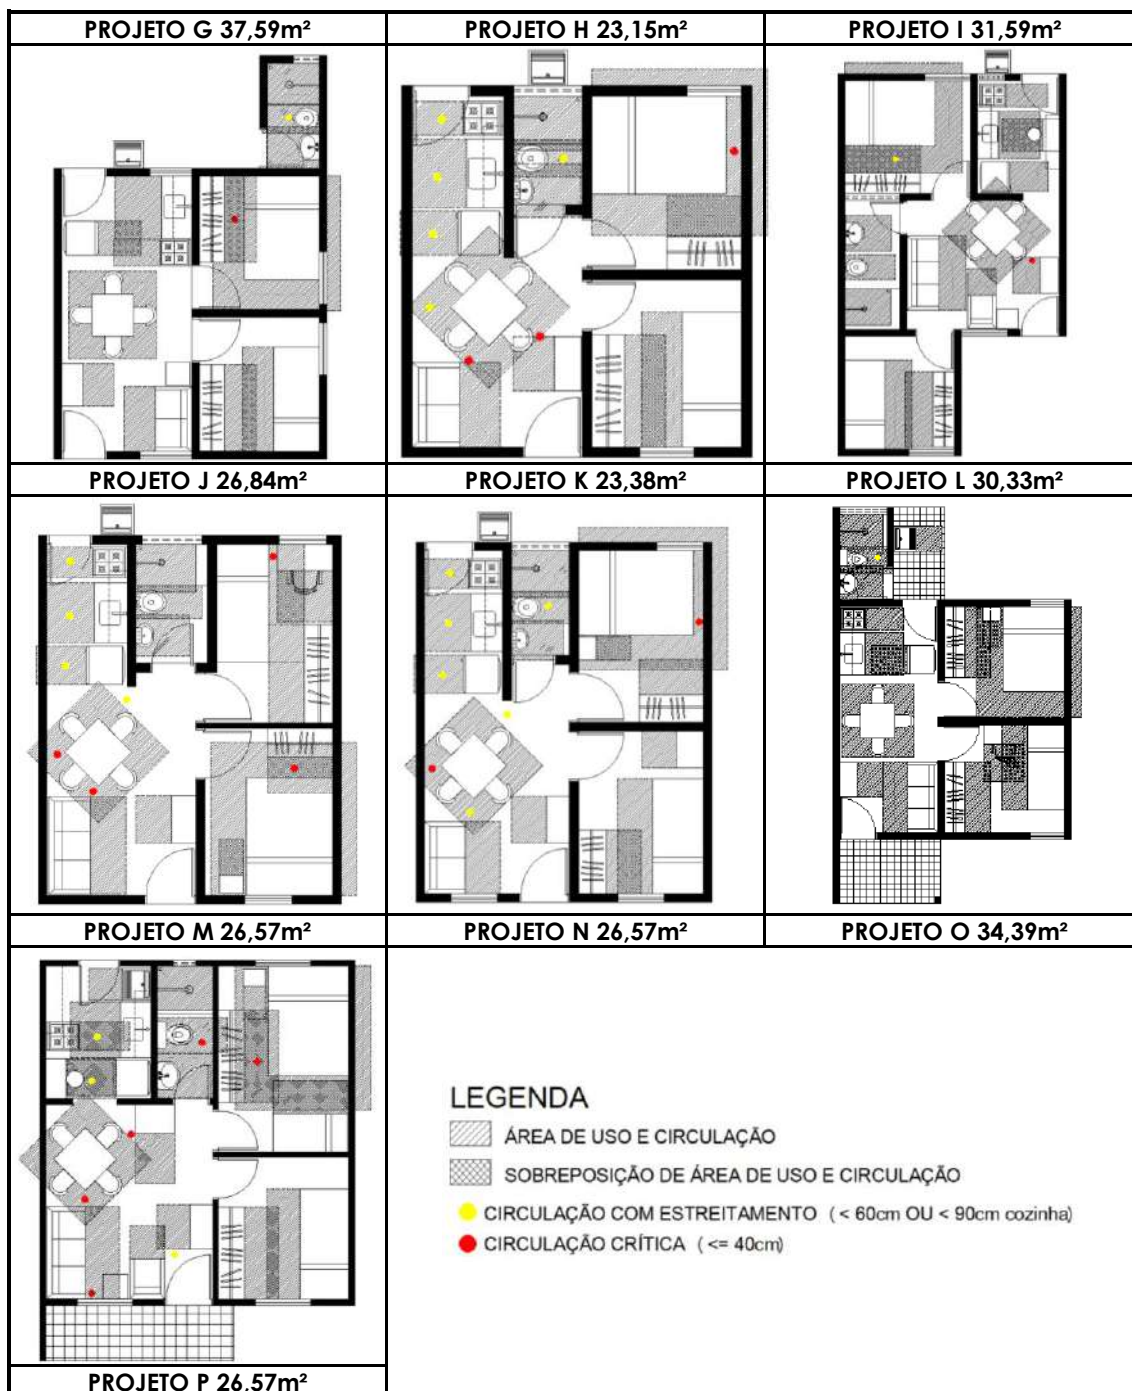 PROJETO G 37,59m²
PROJETO H 23,15m²
PROJETO I 31,59m²
PROJETO J 26,84m²
PROJETO K 23,38m²
PROJETO L 30,33m²
PROJETO M 26,57m²
PROJETO N 26,57m²
PROJETO O 34,39m²
LEGENDA
ÁREA DE USO E CIRCULAÇÃO
SOBREPOSIÇÃO DE ÁREA DE USO E CIRCULAÇÃO
CIRCULAÇÃO COM ESTREITAMENTO ( < 60cm OU < 90cm cozinha)
CIRCULAÇÃO CRÍTICA ( <= 40cm)
PROJETO P 26,57m²